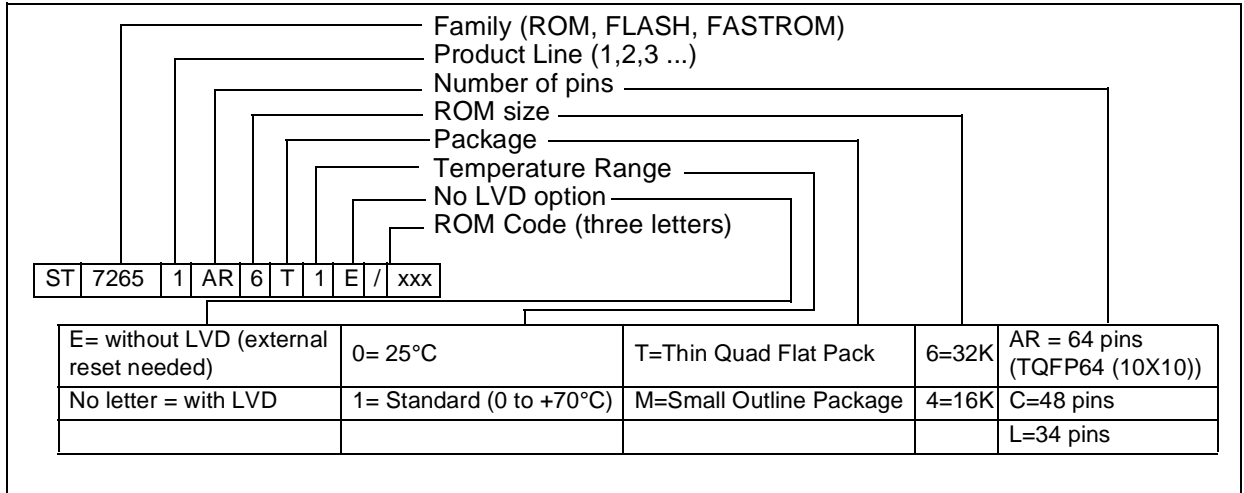 Family (ROM, FLASH, FASTROM)
Product Line (1,2,3 ...)
Number of pins
ROM size
Package
Temperature Range
No LVD option
ROM Code (three letters)
ST 7265 1 AR 6 T 1 E / xxx
E= without LVD (external reset needed) 0= 25°C T=Thin Quad Flat Pack 6=32K AR = 64 pins (TQFP64 (10X10))
No letter = with LVD 1= Standard (0 to +70°C) M=Small Outline Package 4=16K C=48 pins
L=34 pins